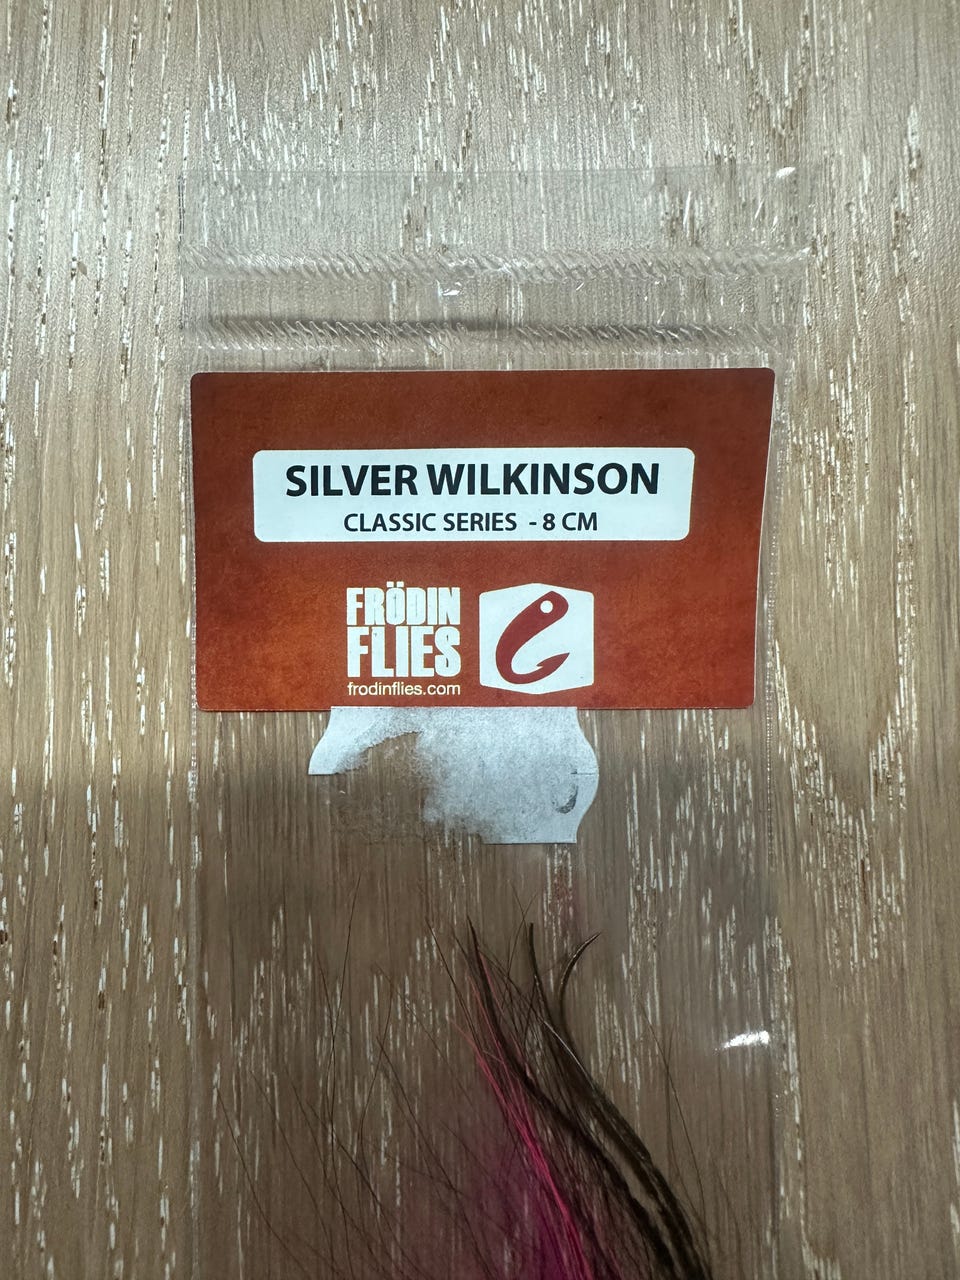 SILVER WILKINSON
CLASSIC SERIES - 8 CM
FRÖDIN
FLIES
frodinflies.com